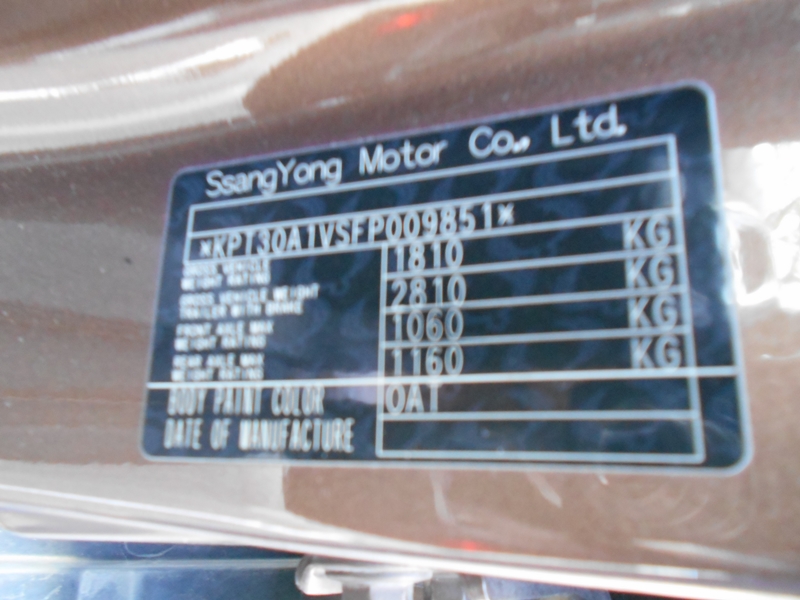 SsangYong Motor Co., Ltd.
*KPT30A1VSFP009851*
GROSS VEHICLE WEIGHT RATING 1810 KG
GROSS VEHICLE WEIGHT TRAILER WITH BRAKE 2810 KG
FRONT AXLE MAX WEIGHT RATING 1060 KG
REAR AXLE MAX WEIGHT RATING 1160 KG
BODY PAINT COLOR OAT
DATE OF MANUFACTURE